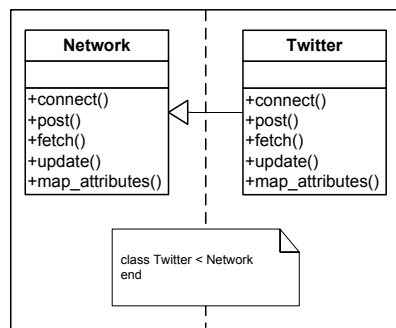 Network
+connect()
+post()
+fetch()
+update()
+map_attributes()
Twitter
+connect()
+post()
+fetch()
+update()
+map_attributes()
class Twitter < Network
end